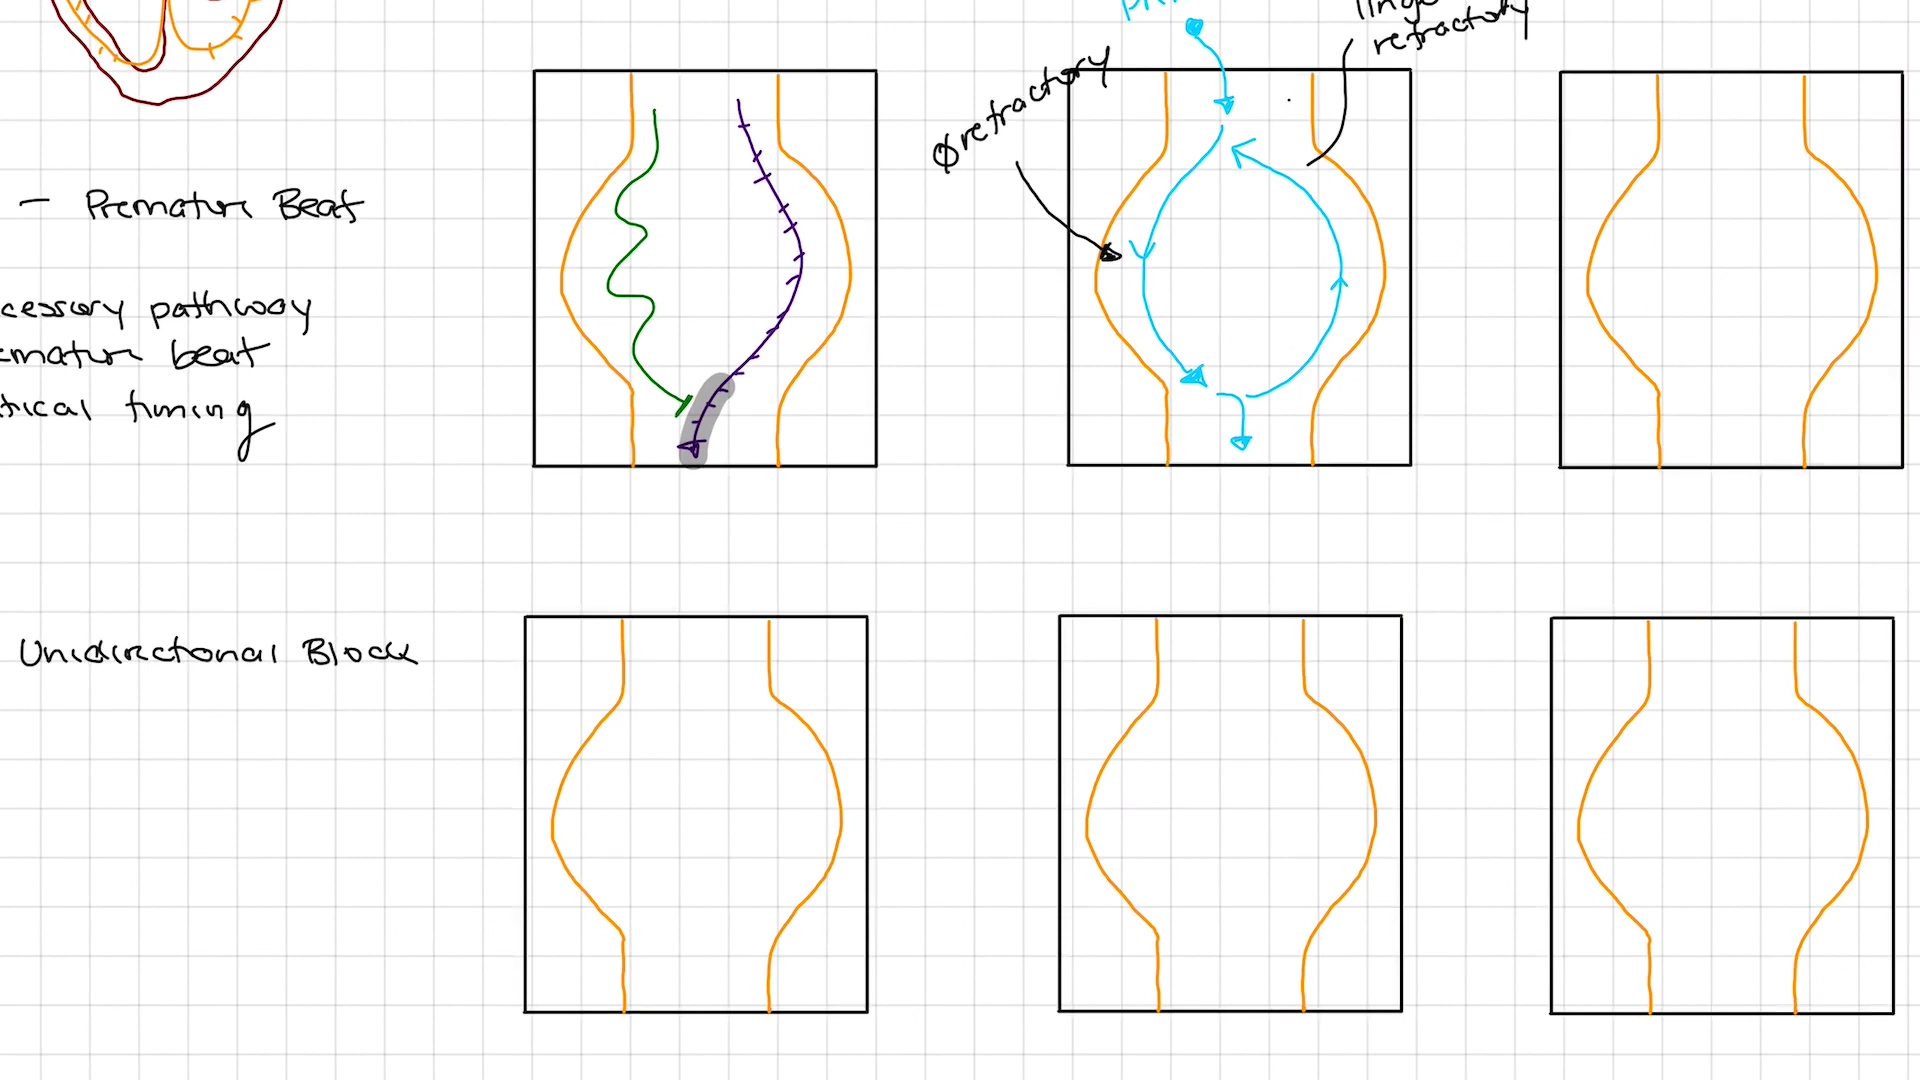 refractory
Φ refractory
- Premature Beat
cessory pathway
emature beat
tical timing
Unidirectional Block